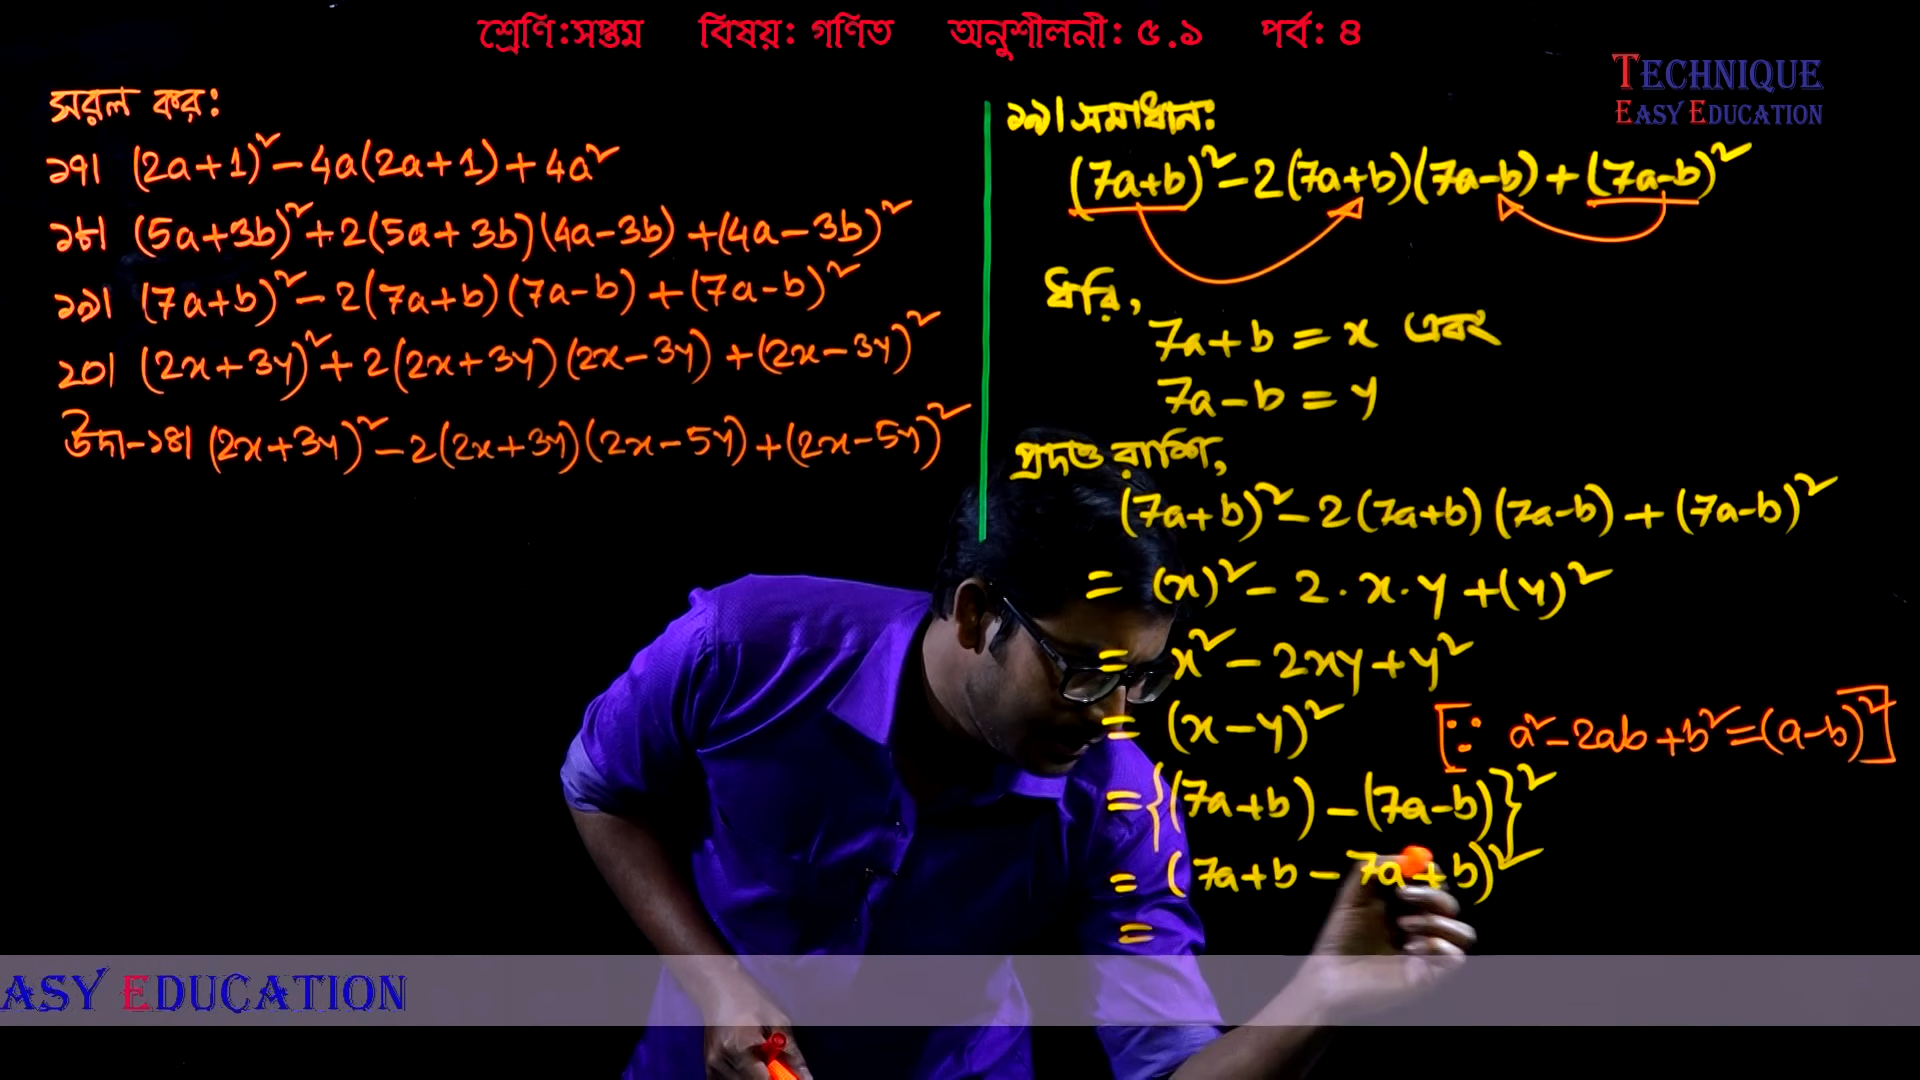 শ্রেণি:সপ্তম বিষয়: গণিত অনুশীলনী: ৫.১ পর্ব: ৪
TECHNIQUE
EASY EDUCATION
সরল কর:
১৭। (2a+1)² - 4a(2a+1) + 4a²
১৮। (5a+3b)² + 2(5a+3b)(4a-3b) + (4a-3b)²
১৯। (7a+b)² - 2(7a+b)(7a-b) + (7a-b)²
২০। (2x+3y)² + 2(2x+3y)(2x-3y) + (2x-3y)²
উদা-১৪। (2x+3y)² - 2(2x+3y)(2x-5y) + (2x-5y)²
১৯। সমাধান:
(7a+b)² - 2(7a+b)(7a-b) + (7a-b)²
ধরি,
7a+b = x এবং
7a-b = y
প্রদত্ত রাশি,
(7a+b)² - 2(7a+b)(7a-b) + (7a-b)²
= (x)² - 2·x·y + (y)²
= x² - 2xy + y²
= (x-y)² [∵ a²-2ab+b²=(a-b)²]
= {(7a+b) - (7a-b)}²
= (7a+b - 7a+b)²
=
ASY EDUCATION